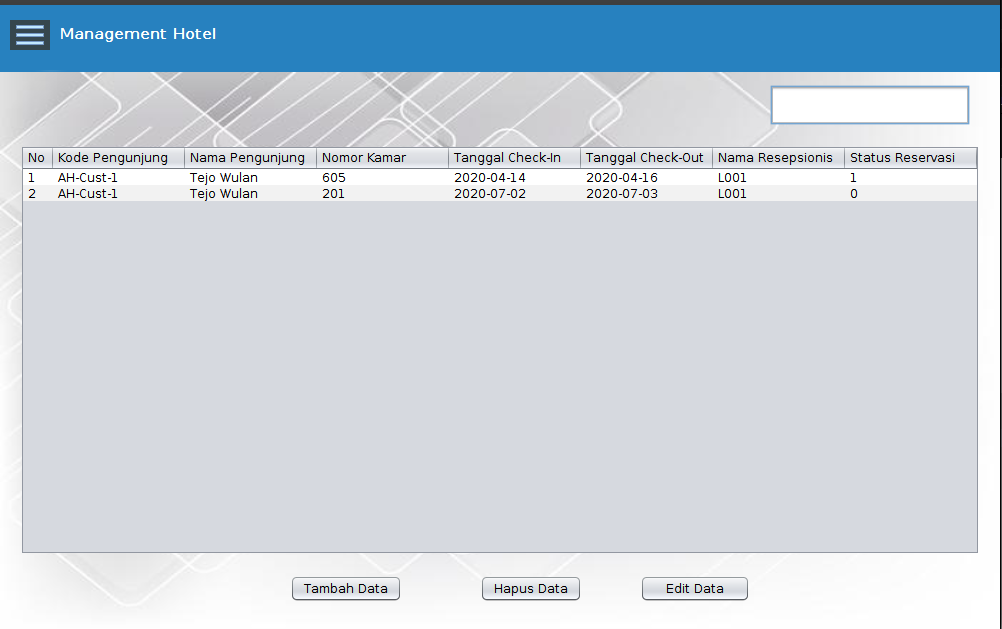 Management Hotel
No Kode Pengunjung Nama Pengunjung Nomor Kamar Tanggal Check-In Tanggal Check-Out Nama Resepsionis Status Reservasi
1 AH-Cust-1 Tejo Wulan 605 2020-04-14 2020-04-16 L001 1
2 AH-Cust-1 Tejo Wulan 201 2020-07-02 2020-07-03 L001 0
Tambah Data Hapus Data Edit Data